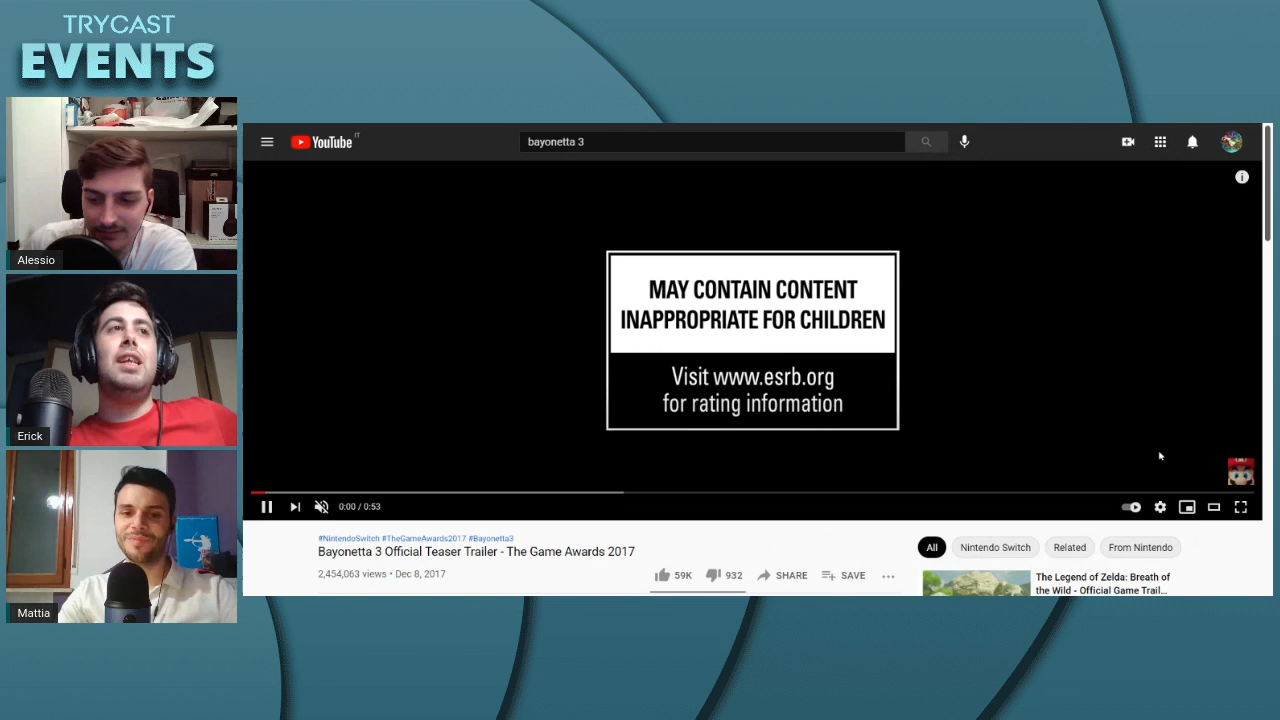 TRYCAST
EVENTS
Alessio
Erick
Mattia
YouTube IT
bayonetta 3
MAY CONTAIN CONTENT
INAPPROPRIATE FOR CHILDREN
Visit www.esrb.org
for rating information
0:00 / 0:53
#NintendoSwitch #TheGameAwards2017 #Bayonetta3
Bayonetta 3 Official Teaser Trailer - The Game Awards 2017
2,454,063 views • Dec 8, 2017
59K
932
SHARE
SAVE
All
Nintendo Switch
Related
From Nintendo
The Legend of Zelda: Breath of
the Wild - Official Game Trail...